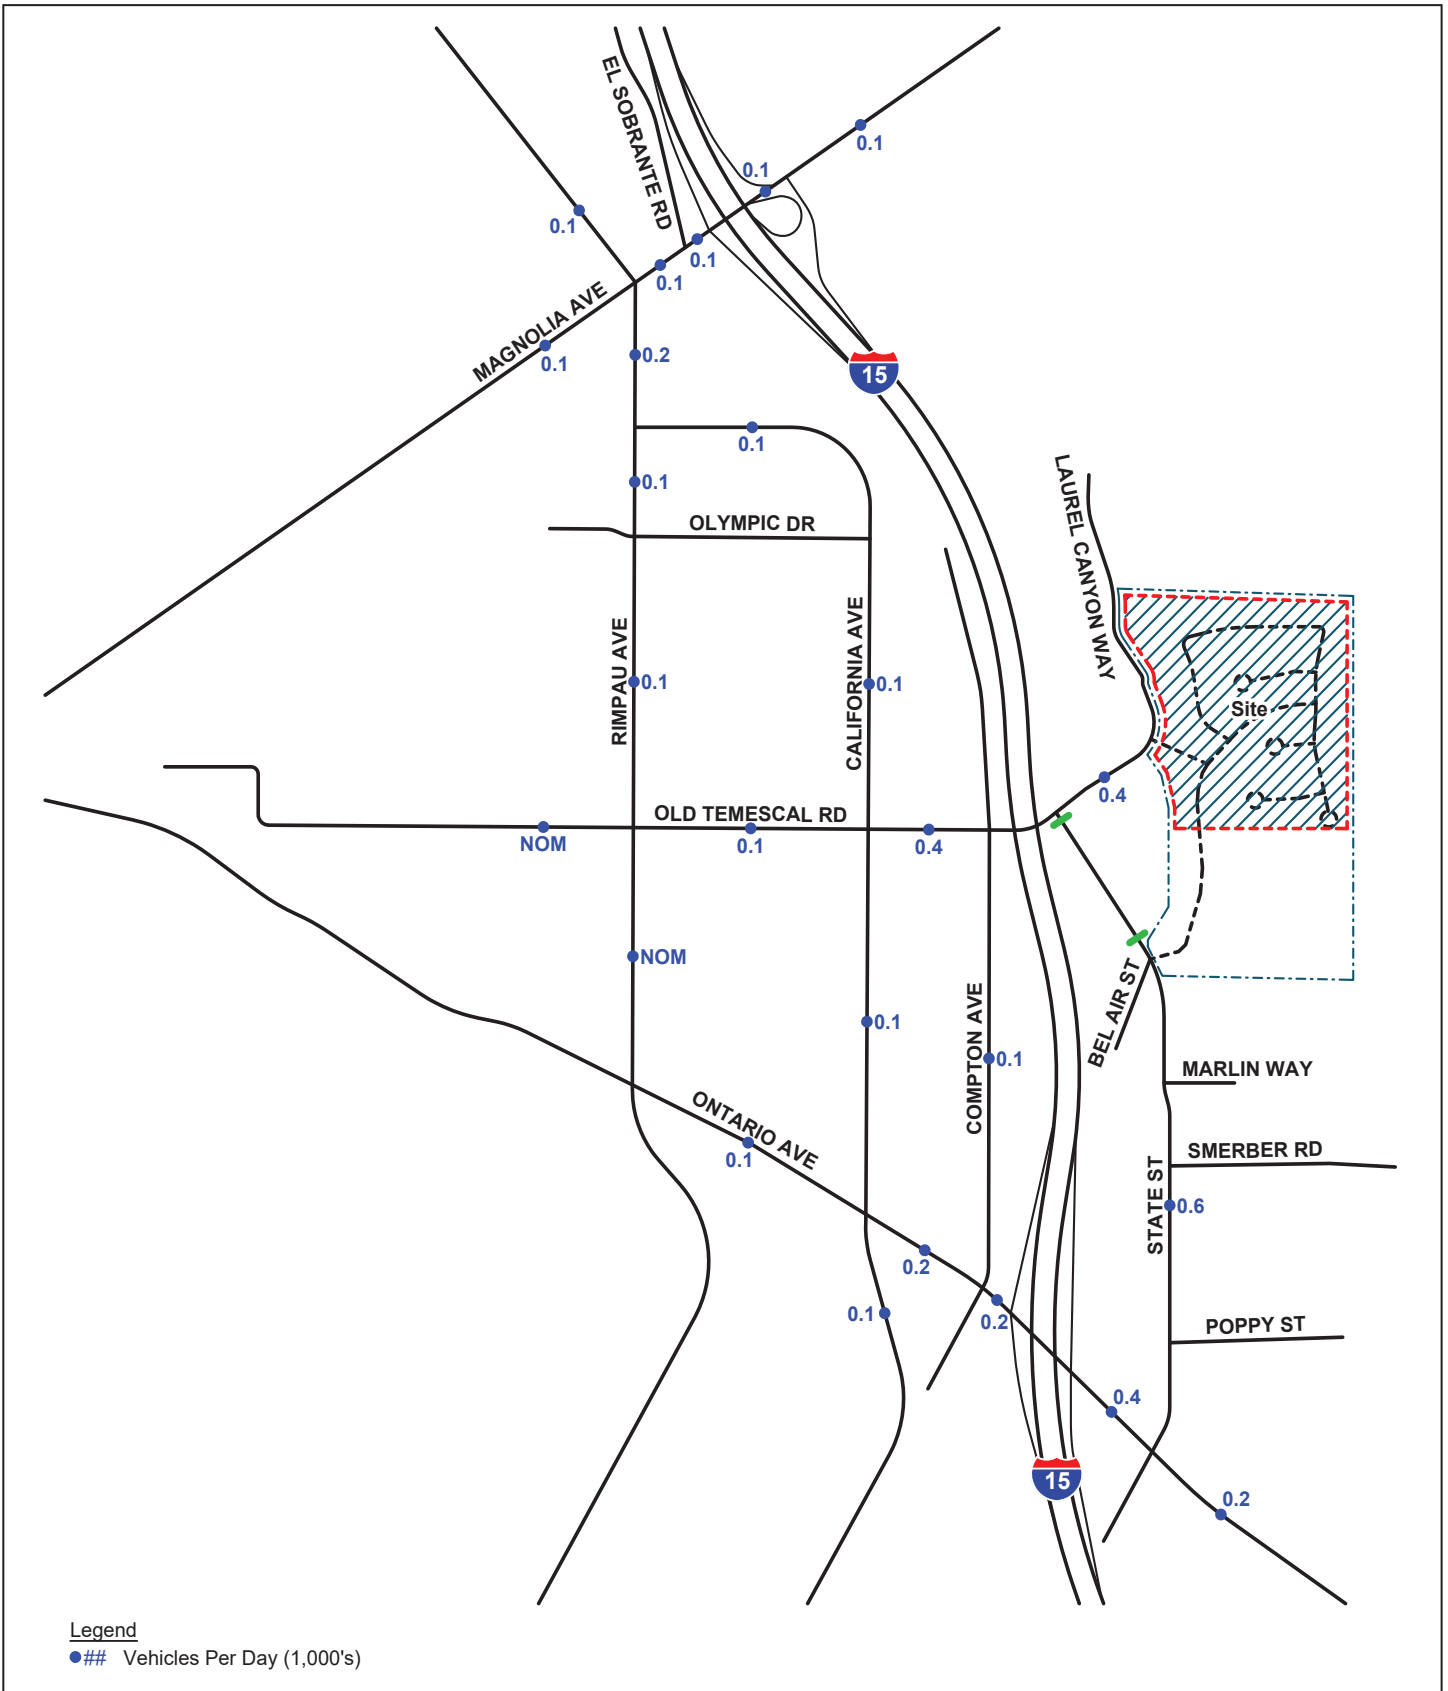 EL SOBRANTE RD
0.1
0.1
0.1
0.1
0.1
MAGNOLIA AVE
0.1
0.2
15
0.1
0.1
LAUREL CANYON WAY
OLYMPIC DR
RIMPAU AVE
0.1
CALIFORNIA AVE
0.1
Site
0.4
OLD TEMESCAL RD
NOM
0.1
0.4
NOM
BEL AIR ST
0.1
COMPTON AVE
0.1
MARLIN WAY
ONTARIO AVE
0.1
SMERBER RD
STATE ST
0.6
0.2
0.1
0.2
POPPY ST
0.4
15
0.2
Legend
## Vehicles Per Day (1,000's)